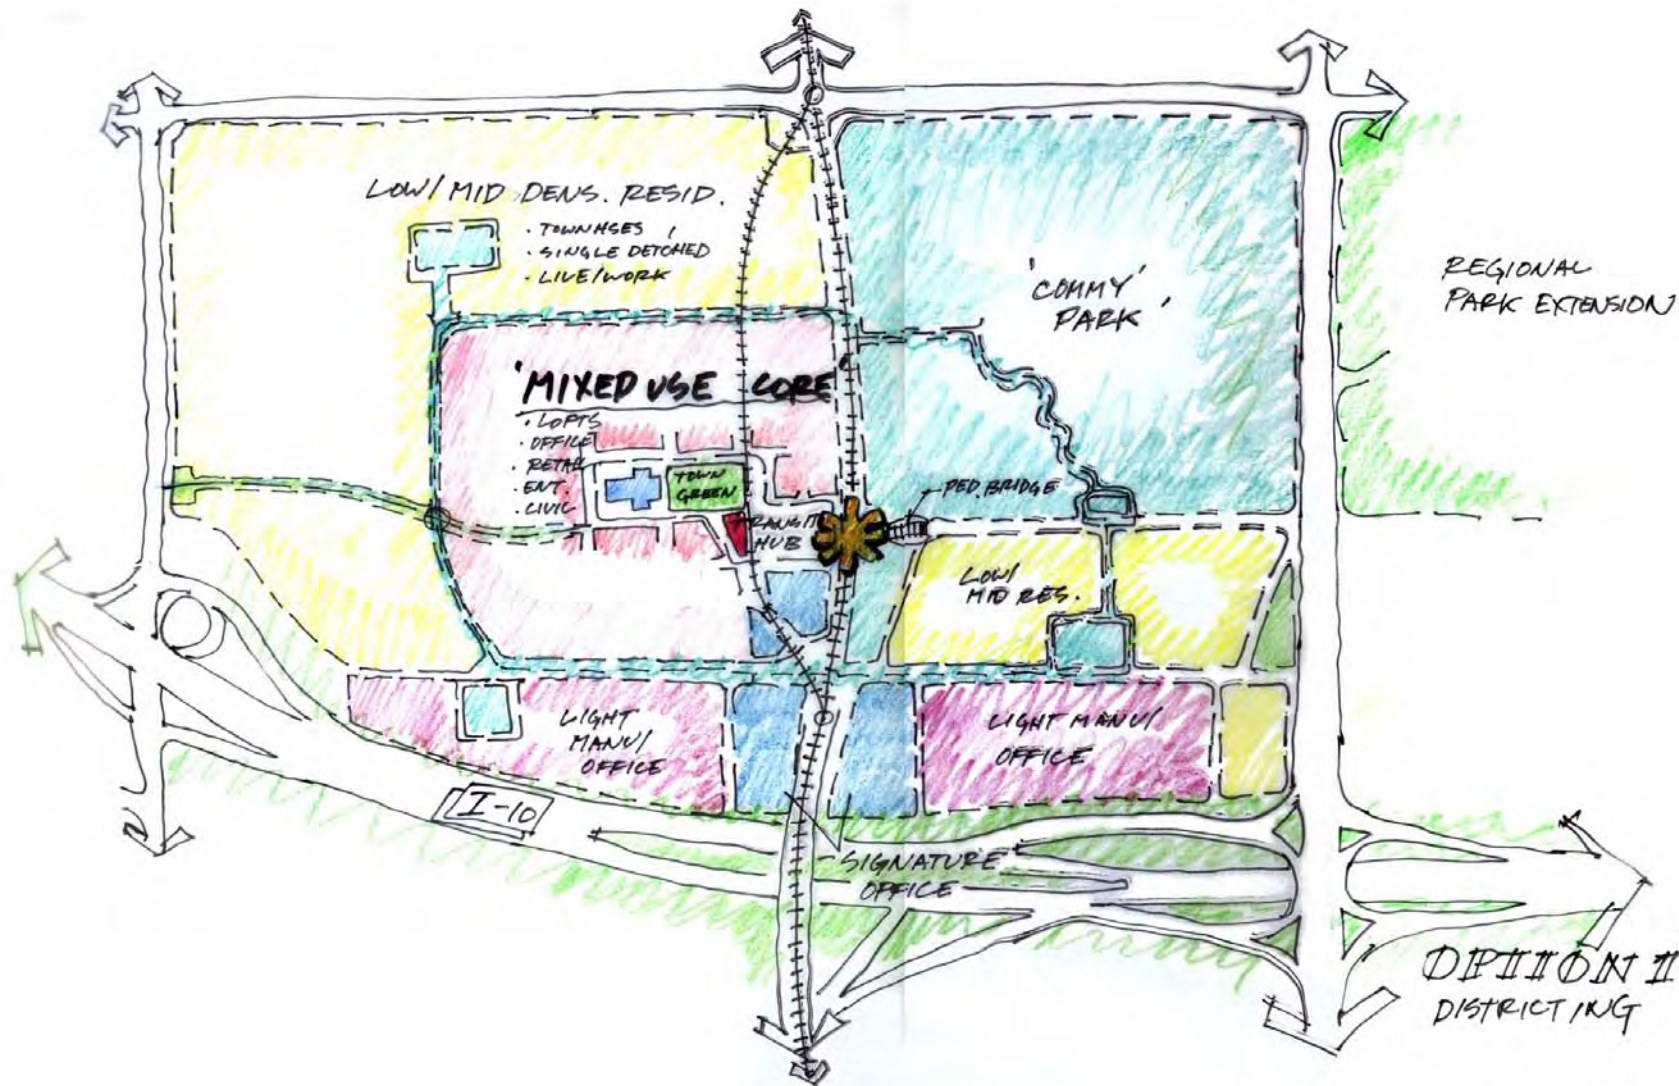 LOW/MID DENS. RESID.
· TOWNHSES
· SINGLE DETCHED
· LIVE/WORK
'COMMY'
PARK'
REGIONAL
PARK EXTENSION
'MIXED USE CORE'
· LOFTS
· OFFICE
· RETAIL
· ENT.
· CIVIC
TOWN
GREEN
TRANSIT
HUB
PED. BRIDGE
LOW/
MID RES.
LIGHT
MANU/
OFFICE
LIGHT MANU/
OFFICE
I-10
SIGNATURE
OFFICE
OPTION 1
DISTRICTING